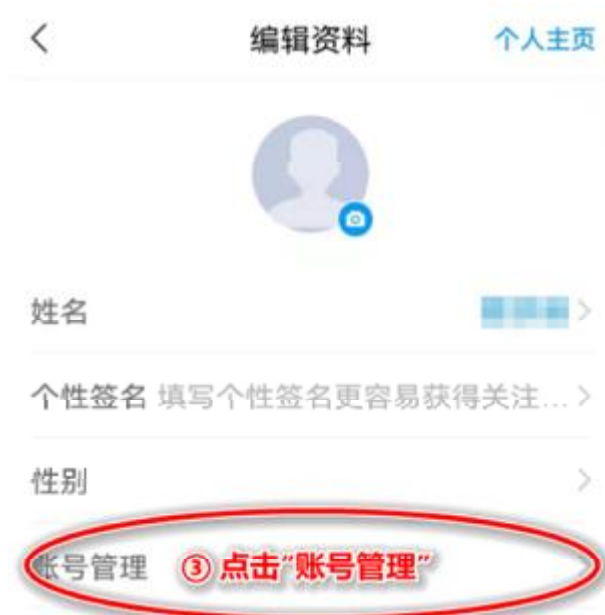 编辑资料 个人主页
姓名
个性签名 填写个性签名更容易获得关注...
性别
账号管理 ③ 点击“账号管理”